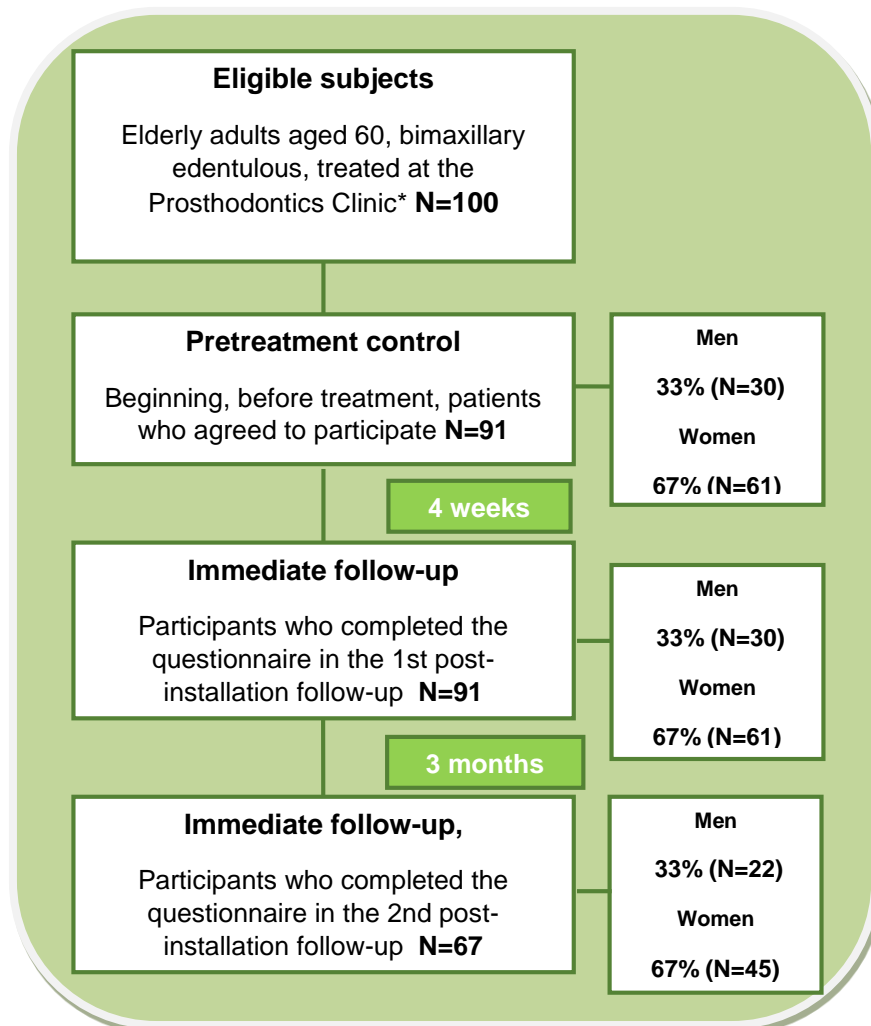 Eligible subjects
Elderly adults aged 60, bimaxillary
edentulous, treated at the
Prosthodontics Clinic* N=100
Pretreatment control
Beginning, before treatment, patients
who agreed to participate N=91
Men
33% (N=30)
Women
67% (N=61)
4 weeks
Immediate follow-up
Participants who completed the
questionnaire in the 1st post-
installation follow-up N=91
Men
33% (N=30)
Women
67% (N=61)
3 months
Immediate follow-up,
Participants who completed the
questionnaire in the 2nd post-
installation follow-up N=67
Men
33% (N=22)
Women
67% (N=45)